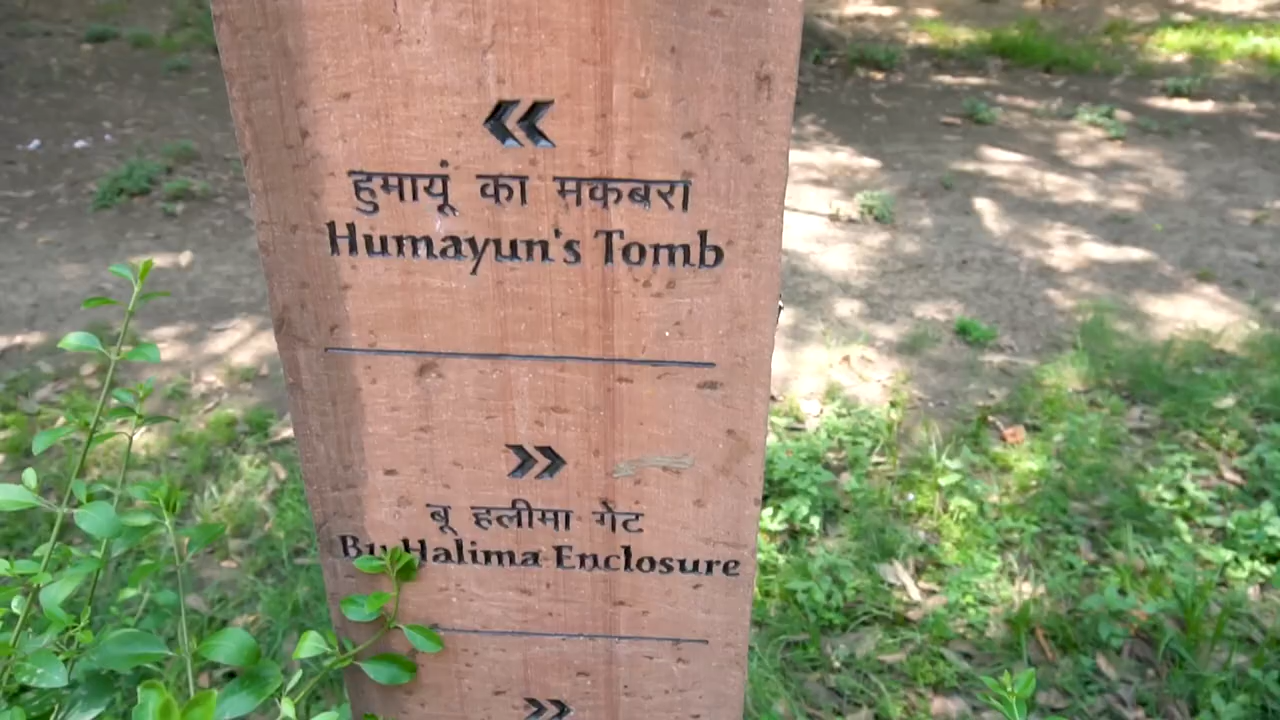 हुमायूं का मकबरा
Humayun's Tomb
बू हलीमा गेट
Bu Halima Enclosure